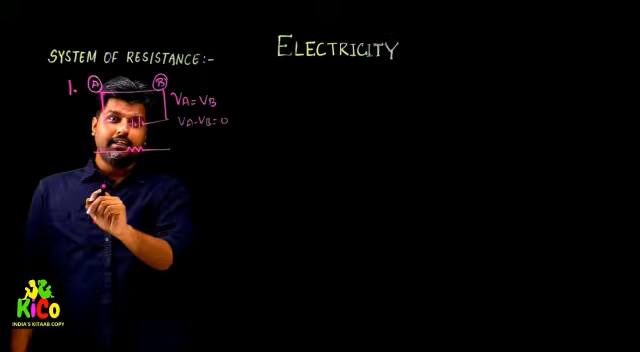 ELECTRICITY
SYSTEM OF RESISTANCE:-
1. A B
VA = VB
VA-VB = 0
KiCo
INDIA'S KITAAB COPY